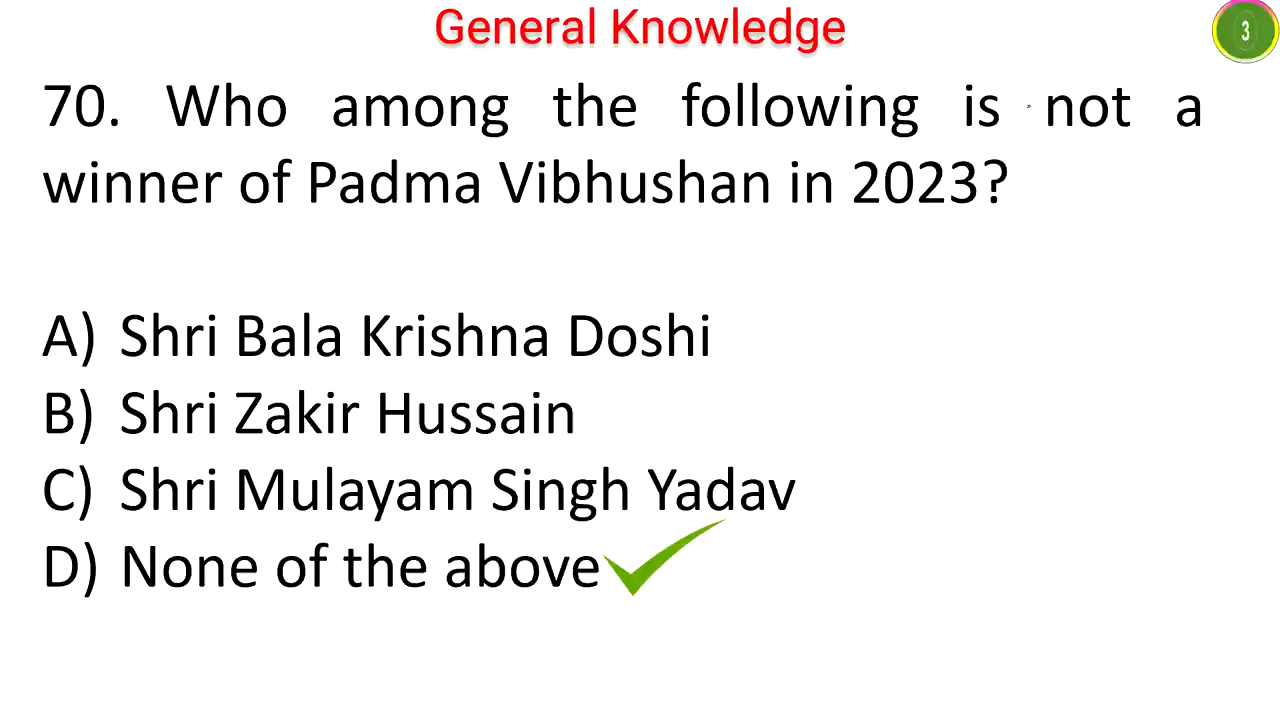 General Knowledge
3
70. Who among the following is not a
winner of Padma Vibhushan in 2023?
A) Shri Bala Krishna Doshi
B) Shri Zakir Hussain
C) Shri Mulayam Singh Yadav
D) None of the above